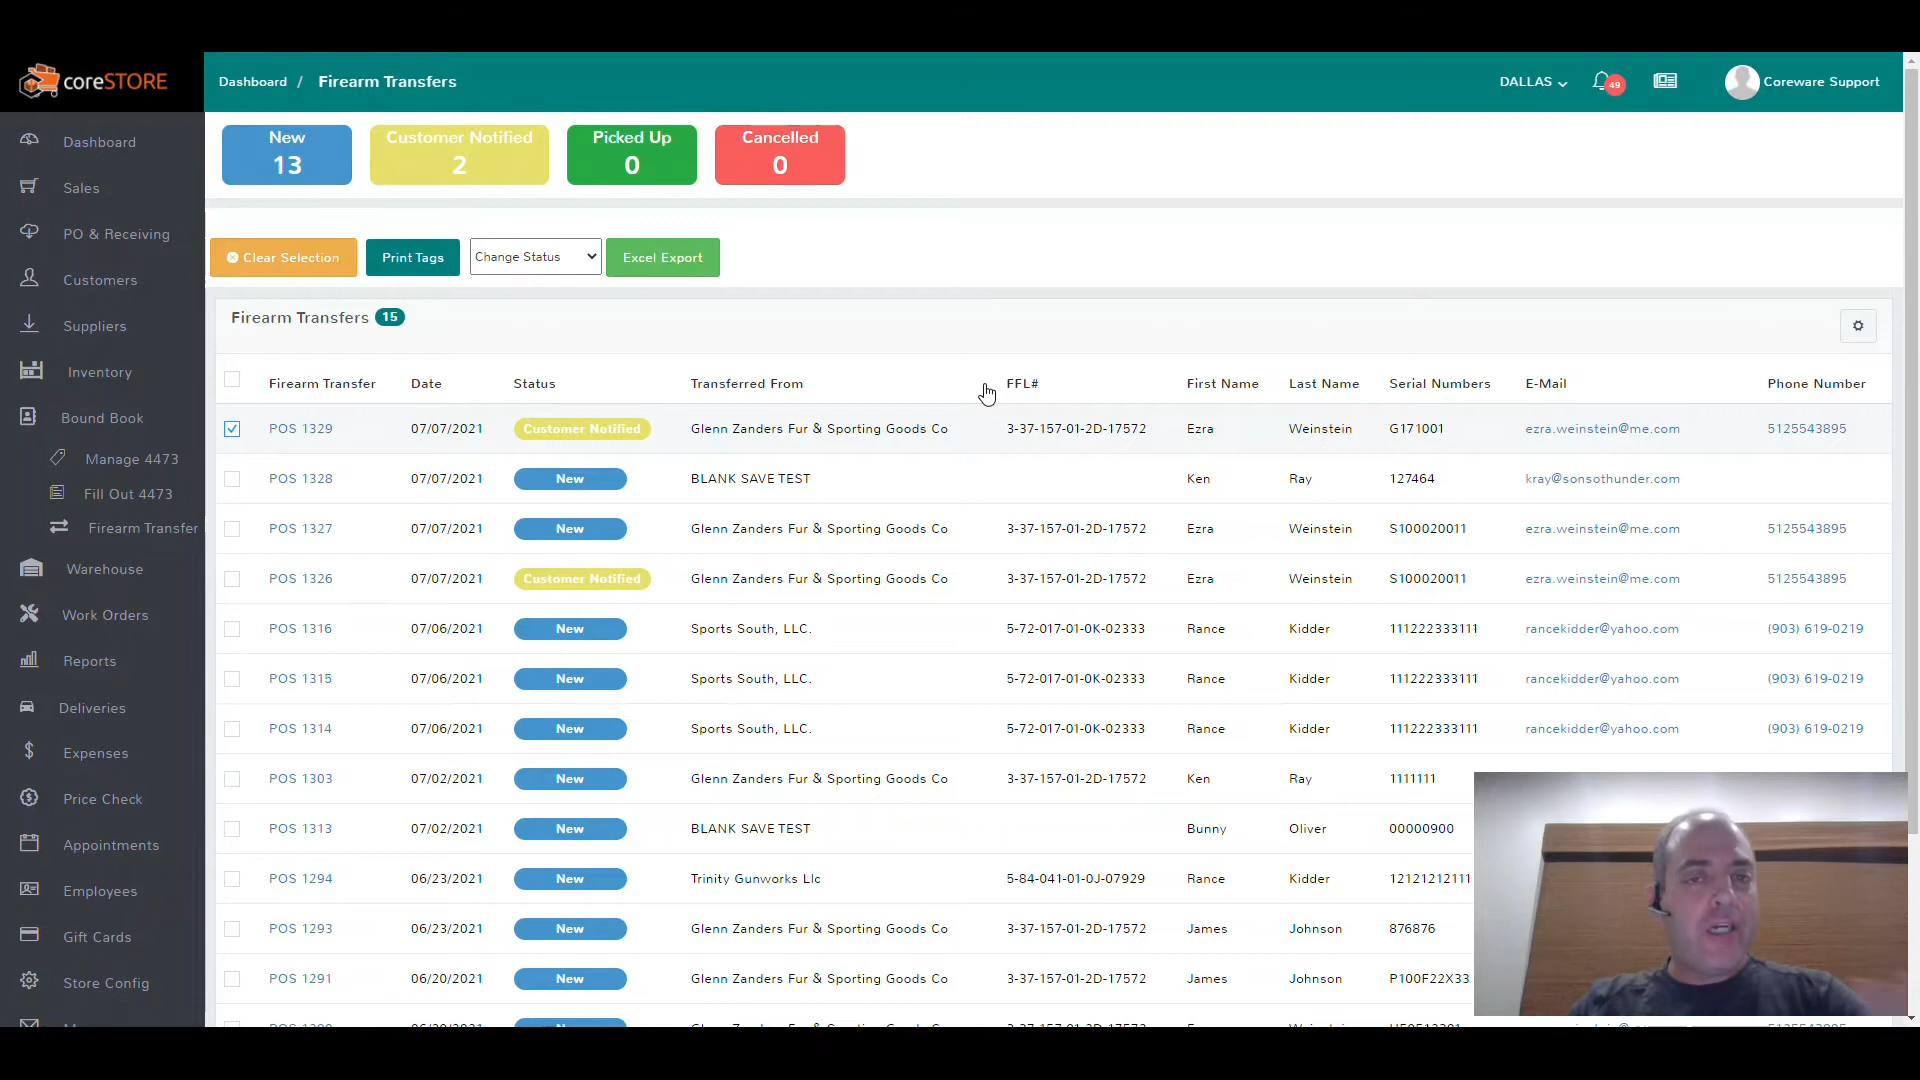 coreSTORE
Dashboard / Firearm Transfers
DALLAS
49
Coreware Support
Dashboard
Sales
PO & Receiving
Customers
Suppliers
Inventory
Bound Book
Manage 4473
Fill Out 4473
Firearm Transfer
Warehouse
Work Orders
Reports
Deliveries
Expenses
Price Check
Appointments
Employees
Gift Cards
Store Config
New
13
Customer Notified
2
Picked Up
0
Cancelled
0
Clear Selection Print Tags Change Status Excel Export
Firearm Transfers 15
Firearm Transfer Date Status Transferred From FFL# First Name Last Name Serial Numbers E-Mail Phone Number
POS 1329 07/07/2021 Customer Notified Glenn Zanders Fur & Sporting Goods Co 3-37-157-01-2D-17572 Ezra Weinstein G171001 ezra.weinstein@me.com 5125543895
POS 1328 07/07/2021 New BLANK SAVE TEST Ken Ray 127464 kray@sonsothunder.com
POS 1327 07/07/2021 New Glenn Zanders Fur & Sporting Goods Co 3-37-157-01-2D-17572 Ezra Weinstein S100020011 ezra.weinstein@me.com 5125543895
POS 1326 07/07/2021 Customer Notified Glenn Zanders Fur & Sporting Goods Co 3-37-157-01-2D-17572 Ezra Weinstein S100020011 ezra.weinstein@me.com 5125543895
POS 1316 07/06/2021 New Sports South, LLC. 5-72-017-01-0K-02333 Rance Kidder 111222333111 rancekidder@yahoo.com (903) 619-0219
POS 1315 07/06/2021 New Sports South, LLC. 5-72-017-01-0K-02333 Rance Kidder 111222333111 rancekidder@yahoo.com (903) 619-0219
POS 1314 07/06/2021 New Sports South, LLC. 5-72-017-01-0K-02333 Rance Kidder 111222333111 rancekidder@yahoo.com (903) 619-0219
POS 1303 07/02/2021 New Glenn Zanders Fur & Sporting Goods Co 3-37-157-01-2D-17572 Ken Ray 1111111
POS 1313 07/02/2021 New BLANK SAVE TEST Bunny Oliver 00000900
POS 1294 06/23/2021 New Trinity Gunworks Llc 5-84-041-01-0J-07929 Rance Kidder 12121212111
POS 1293 06/23/2021 New Glenn Zanders Fur & Sporting Goods Co 3-37-157-01-2D-17572 James Johnson 876876
POS 1291 06/20/2021 New Glenn Zanders Fur & Sporting Goods Co 3-37-157-01-2D-17572 James Johnson P100F22X33